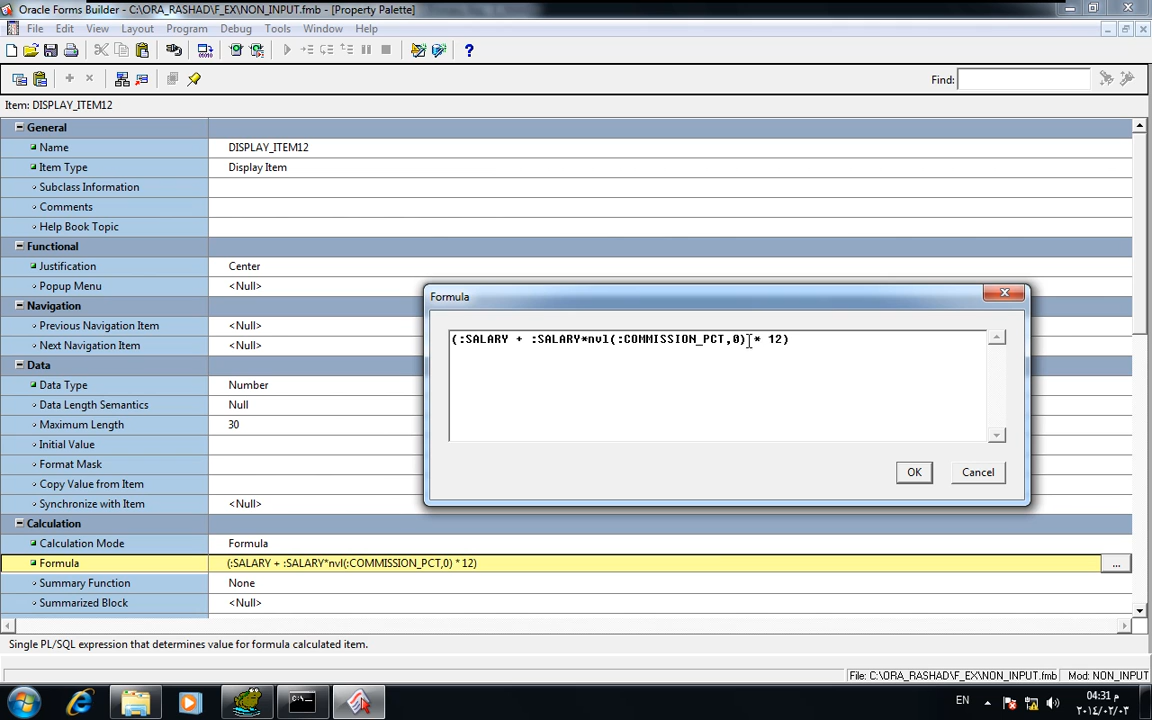 Oracle Forms Builder - C:\ORA_RASHAD\F_EX\NON_INPUT.fmb - [Property Palette]
File Edit View Layout Program Debug Tools Window Help
Find:
Item: DISPLAY_ITEM12
General
Name DISPLAY_ITEM12
Item Type Display Item
Subclass Information
Comments
Help Book Topic
Functional
Justification Center
Popup Menu <Null>
Navigation
Previous Navigation Item <Null>
Next Navigation Item <Null>
Data
Data Type Number
Data Length Semantics Null
Maximum Length 30
Initial Value
Format Mask
Copy Value from Item
Synchronize with Item <Null>
Calculation
Calculation Mode Formula
Formula (:SALARY + :SALARY*nvl(:COMMISSION_PCT,0) * 12) ...
Summary Function None
Summarized Block <Null>
Formula
(:SALARY + :SALARY*nvl(:COMMISSION_PCT,0) * 12)
OK Cancel
Single PL/SQL expression that determines value for formula calculated item.
File: C:\ORA_RASHAD\F_EX\NON_INPUT.fmb Mod: NON_INPUT
EN
04:31 م
٢٠١٤/٠٢/٠٣